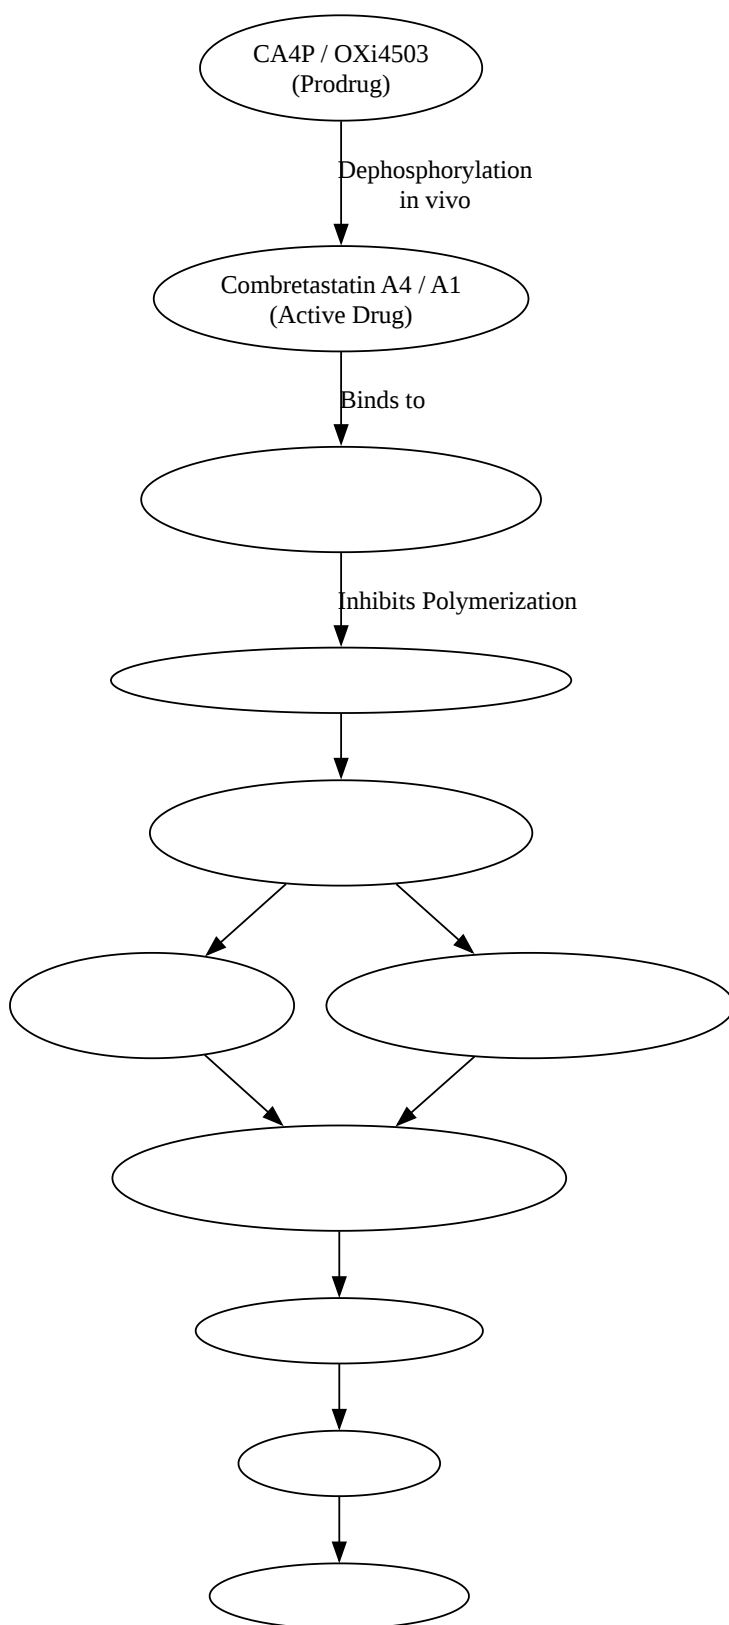 CA4P / OXi4503
(Prodrug)
Dephosphorylation
in vivo
Combretastatin A4 / A1
(Active Drug)
Binds to
Inhibits Polymerization